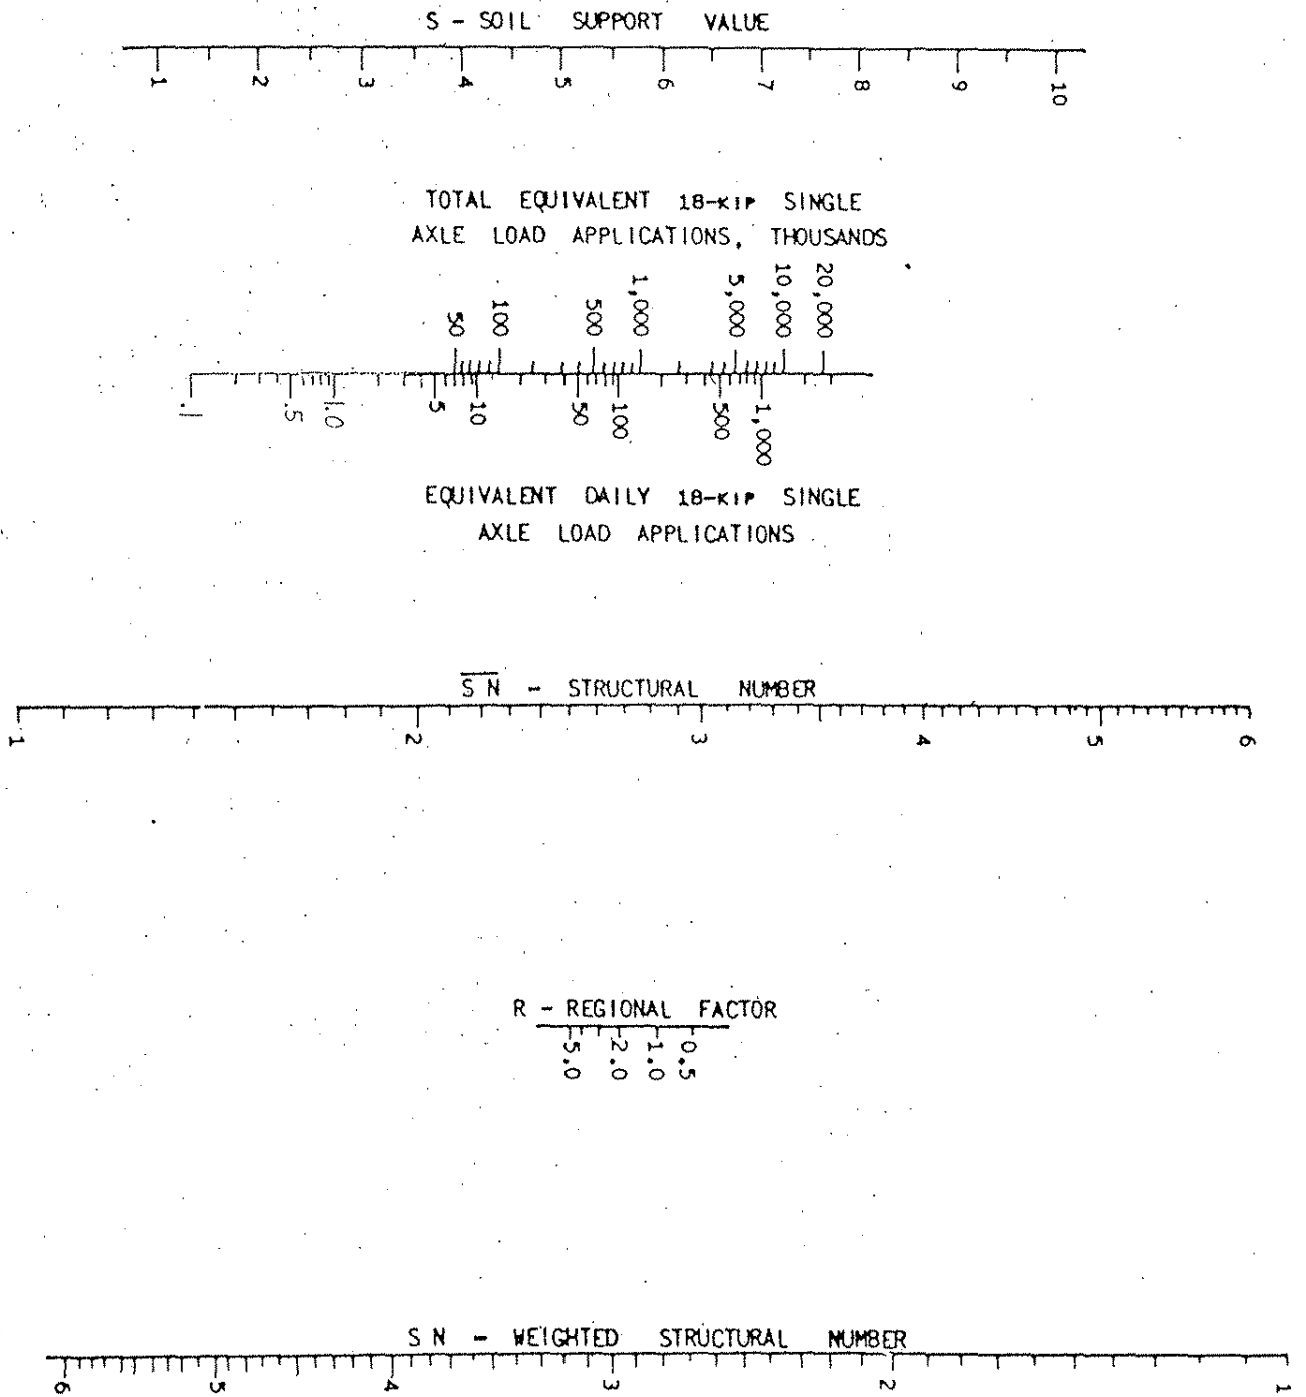 S - SOIL SUPPORT VALUE
1 2 3 4 5 6 7 8 9 10
TOTAL EQUIVALENT 18-KIP SINGLE
AXLE LOAD APPLICATIONS, THOUSANDS
50 100 500 1,000 5,000 10,000 20,000
.1 .5 1.0 5 10 50 100 500 1,000
EQUIVALENT DAILY 18-KIP SINGLE
AXLE LOAD APPLICATIONS
S N - STRUCTURAL NUMBER
1 2 3 4 5 6
R - REGIONAL FACTOR
5.0 2.0 1.0 0.5
S N - WEIGHTED STRUCTURAL NUMBER
6 5 4 3 2 1